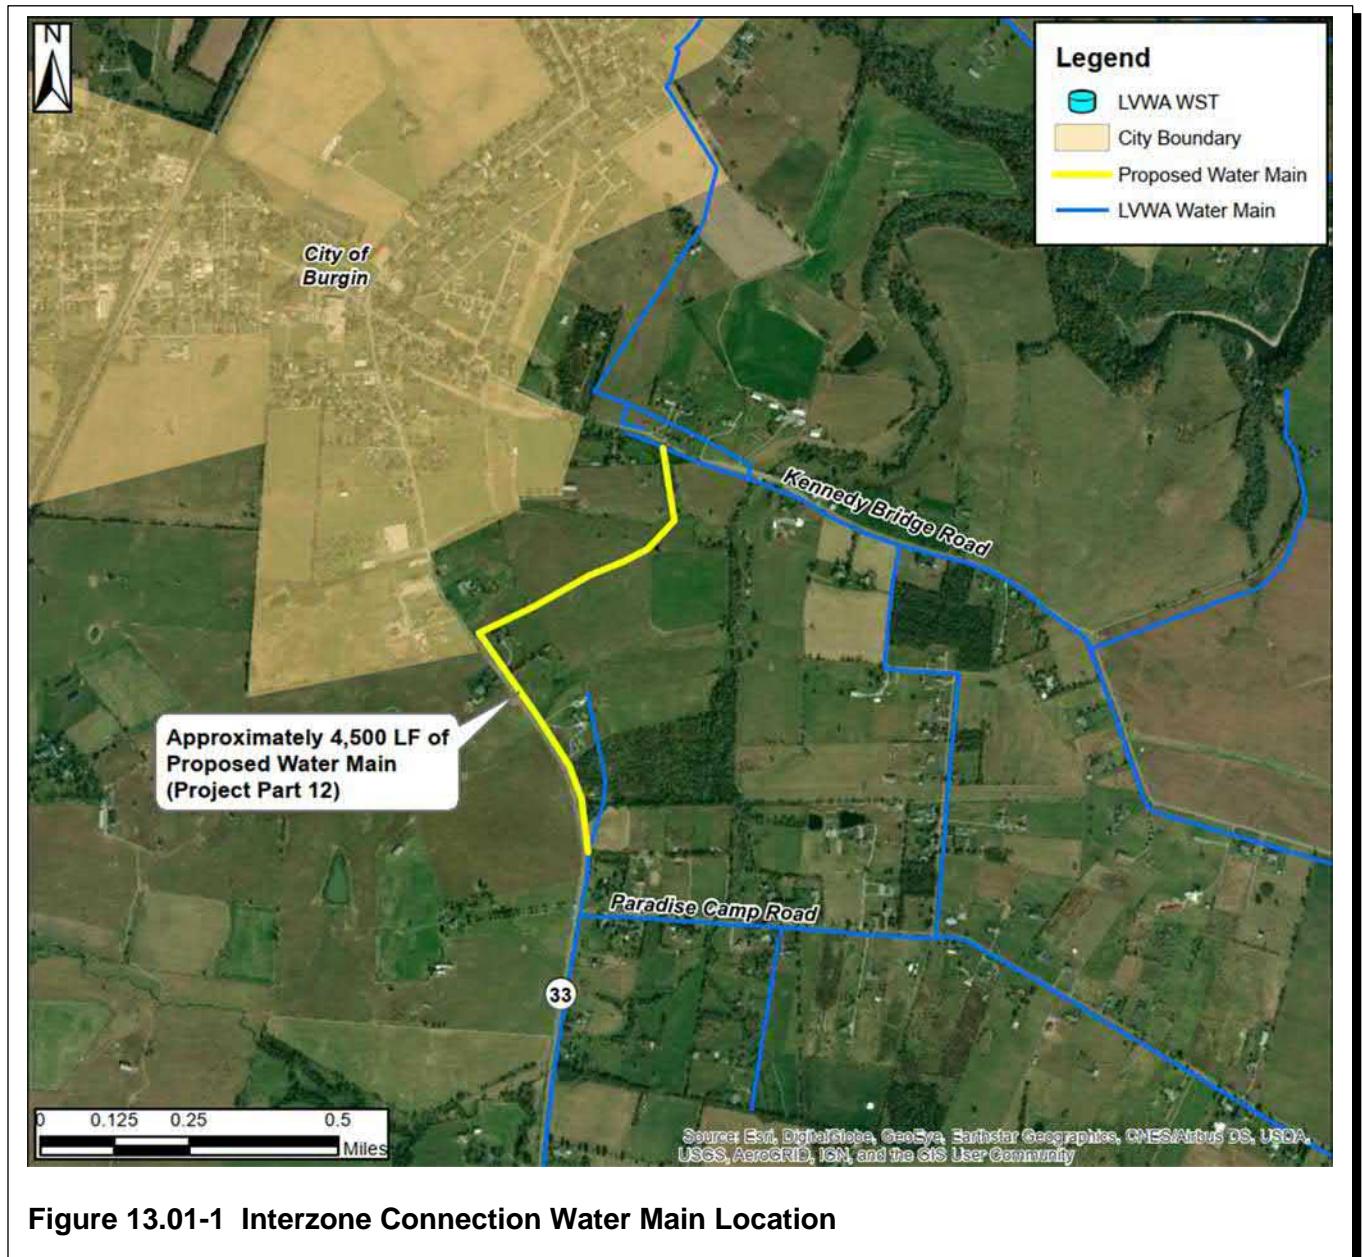 N
Legend
LVWA WST
City Boundary
Proposed Water Main
LVWA Water Main
City of
Burgin
Kennedy Bridge Road
Approximately 4,500 LF of
Proposed Water Main
(Project Part 12)
Paradise Camp Road
33
0 0.125 0.25 0.5
Miles
Source: Esri, DigitalGlobe, GeoEye, Earthstar Geographics, CNES/Airbus DS, USDA,
USGS, AeroGRID, IGN, and the GIS User Community
Figure 13.01-1 Interzone Connection Water Main Location